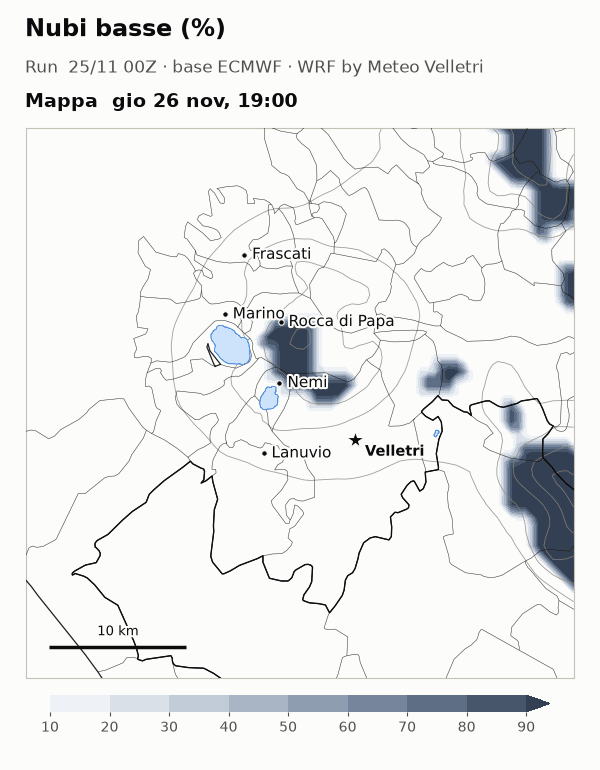 Nubi basse (%)
Run  25/11 00Z · base ECMWF · WRF by Meteo Velletri
Mappa  gio 26 nov, 19:00
Frascati
Marino
Rocca di Papa
Nemi
Velletri
Lanuvio
10 km
10 20 30 40 50 60 70 80 90